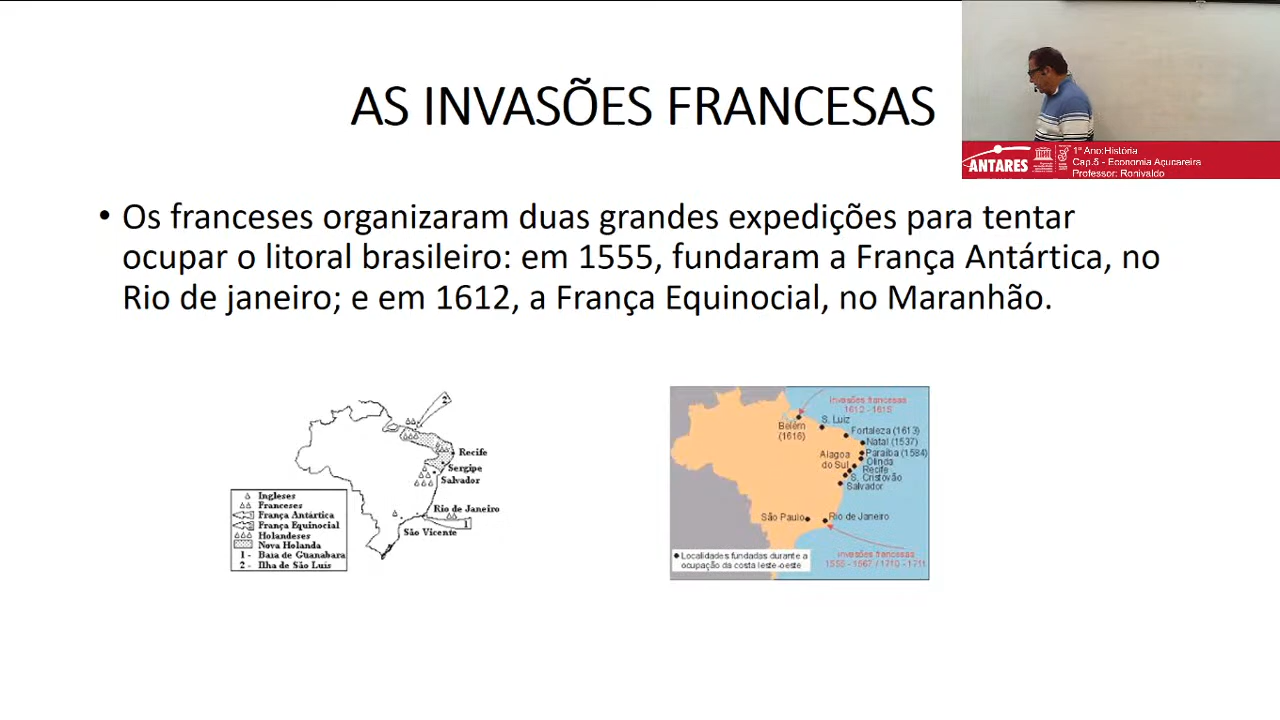 AS INVASÕES FRANCESAS
ANTARES
1ª Ano:História
Cap.5 - Economia Açucareira
Professor: Ronivaldo
• Os franceses organizaram duas grandes expedições para tentar
ocupar o litoral brasileiro: em 1555, fundaram a França Antártica, no
Rio de janeiro; e em 1612, a França Equinocial, no Maranhão.
2
Recife
Sergipe
Salvador
Rio de Janeiro
1
São Vicente
Ingleses
Franceses
França Antártica
França Equinocial
Holandeses
Nova Holanda
1 - Baía de Guanabara
2 - Ilha de São Luís
Invasões francesas
1612 - 1615
Belém
(1616)
S. Luiz
Fortaleza (1613)
Natal (1537)
Paraíba (1584)
Olinda
Alagoa
do Sul
Recife
S. Cristóvão
Salvador
São Paulo
Rio de Janeiro
Invasões francesas
1555 - 1567 / 1710 - 1711
Localidades fundadas durante a
ocupação da costa leste-oeste